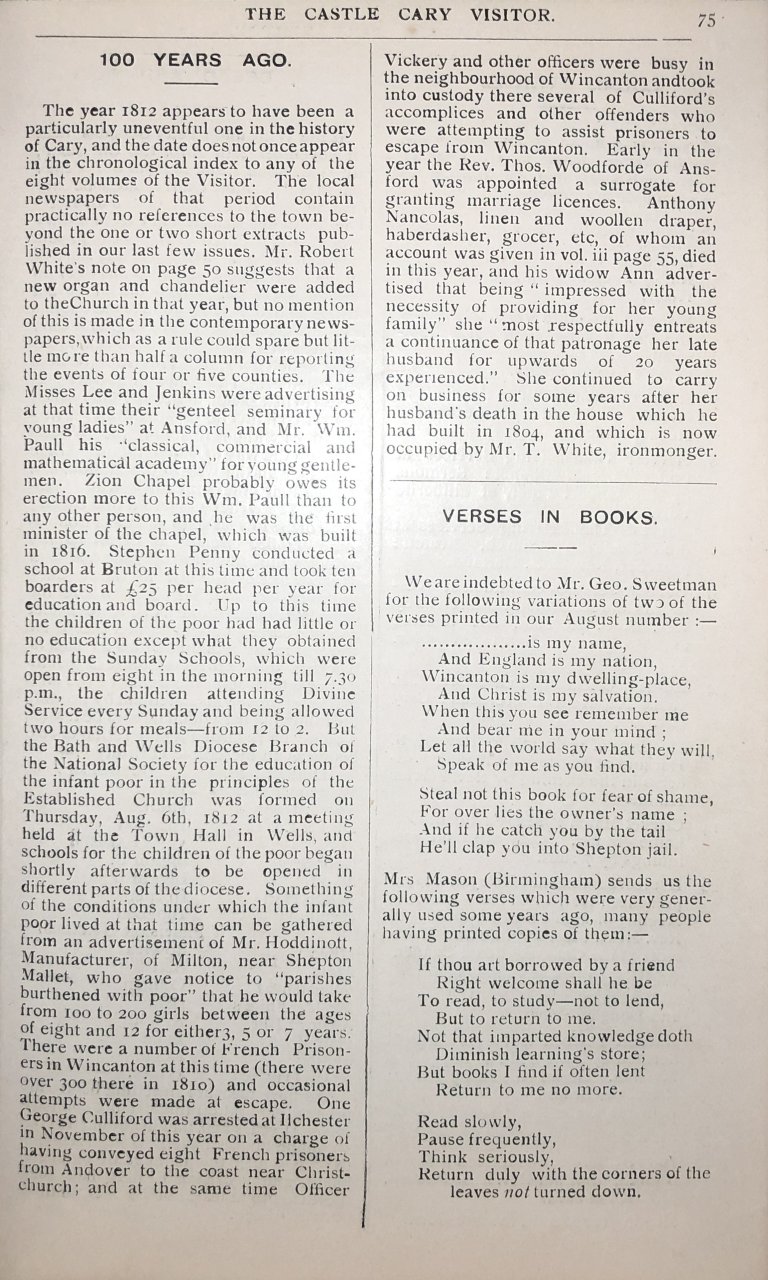 THE CASTLE CARY VISITOR.
75
100 YEARS AGO.
The year 1812 appears to have been a
particularly uneventful one in the history
of Cary, and the date does not once appear
in the chronological index to any of the
eight volumes of the Visitor. The local
newspapers of that period contain
practically no references to the town be-
yond the one or two short extracts pub-
lished in our last few issues. Mr. Robert
White's note on page 50 suggests that a
new organ and chandelier were added
to theChurch in that year, but no mention
of this is made in the contemporary news-
papers,which as a rule could spare but lit-
tle more than half a column for reporting
the events of four or five counties. The
Misses Lee and Jenkins were advertising
at that time their "genteel seminary for
young ladies" at Ansford, and Mr. Wm.
Paull his "classical, commercial and
mathematical academy" for young gentle-
men. Zion Chapel probably owes its
erection more to this Wm. Paull than to
any other person, and he was the first
minister of the chapel, which was built
in 1816. Stephen Penny conducted a
school at Bruton at this time and took ten
boarders at £25 per head per year for
education and board. Up to this time
the children of the poor had had little or
no education except what they obtained
from the Sunday Schools, which were
open from eight in the morning till 7.30
p.m., the children attending Divine
Service every Sunday and being allowed
two hours for meals—from 12 to 2. But
the Bath and Wells Diocese Branch of
the National Society for the education of
the infant poor in the principles of the
Established Church was formed on
Thursday, Aug. 6th, 1812 at a meeting
held at the Town Hall in Wells, and
schools for the children of the poor began
shortly afterwards to be opened in
different parts of the diocese. Something
of the conditions under which the infant
poor lived at that time can be gathered
from an advertisement of Mr. Hoddinott,
Manufacturer, of Milton, near Shepton
Mallet, who gave notice to "parishes
burthened with poor" that he would take
from 100 to 200 girls between the ages
of eight and 12 for either3, 5 or 7 years.
There were a number of French Prison-
ers in Wincanton at this time (there were
over 300 there in 1810) and occasional
attempts were made at escape. One
George Culliford was arrested at Ilchester
in November of this year on a charge of
having conveyed eight French prisoners
from Andover to the coast near Christ-
church; and at the same time Officer
Vickery and other officers were busy in
the neighbourhood of Wincanton andtook
into custody there several of Culliford's
accomplices and other offenders who
were attempting to assist prisoners to
escape from Wincanton. Early in the
year the Rev. Thos. Woodforde of Ans-
ford was appointed a surrogate for
granting marriage licences. Anthony
Nancolas, linen and woollen draper,
haberdasher, grocer, etc, of whom an
account was given in vol. iii page 55, died
in this year, and his widow Ann adver-
tised that being "impressed with the
necessity of providing for her young
family" she "most respectfully entreats
a continuance of that patronage her late
husband for upwards of 20 years
experienced." She continued to carry
on business for some years after her
husband's death in the house which he
had built in 1804, and which is now
occupied by Mr. T. White, ironmonger.
VERSES IN BOOKS.
We are indebted to Mr. Geo. Sweetman
for the following variations of two of the
verses printed in our August number :—
..................is my name,
And England is my nation,
Wincanton is my dwelling-place,
And Christ is my salvation.
When this you see remember me
And bear me in your mind ;
Let all the world say what they will,
Speak of me as you find.
Steal not this book for fear of shame,
For over lies the owner's name ;
And if he catch you by the tail
He'll clap you into Shepton jail.
Mrs Mason (Birmingham) sends us the
following verses which were very gener-
ally used some years ago, many people
having printed copies of them:—
If thou art borrowed by a friend
Right welcome shall he be
To read, to study—not to lend,
But to return to me.
Not that imparted knowledge doth
Diminish learning's store;
But books I find if often lent
Return to me no more.
Read slowly,
Pause frequently,
Think seriously,
Return duly with the corners of the
leaves not turned down.